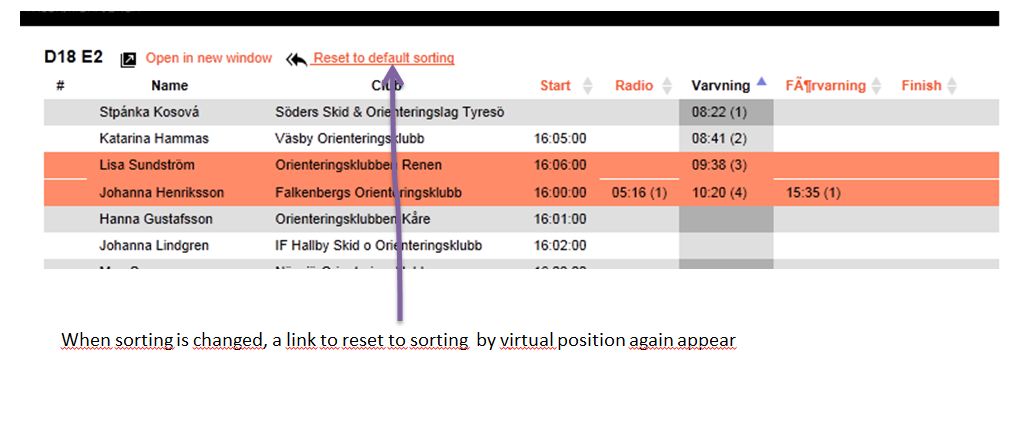 D18 E2 Open in new window Reset to default sorting
# Name Club Start Radio Varvning FÃ¶rvarning Finish
Stpánka Kosová Söders Skid & Orienteringslag Tyresö 08:22 (1)
Katarina Hammas Väsby Orienteringsklubb 16:05:00 08:41 (2)
Lisa Sundström Orienteringsklubben Renen 16:06:00 09:38 (3)
Johanna Henriksson Falkenbergs Orienteringsklubb 16:00:00 05:16 (1) 10:20 (4) 15:35 (1)
Hanna Gustafsson Orienteringsklubben Kåre 16:01:00
Johanna Lindgren IF Hallby Skid o Orienteringsklubb 16:02:00
When sorting is changed, a link to reset to sorting by virtual position again appear